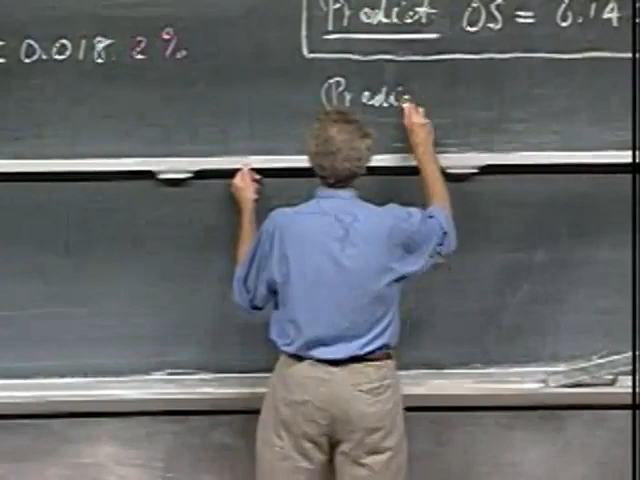 = 0.018 2%
Predict OS = 6.14
(Predi